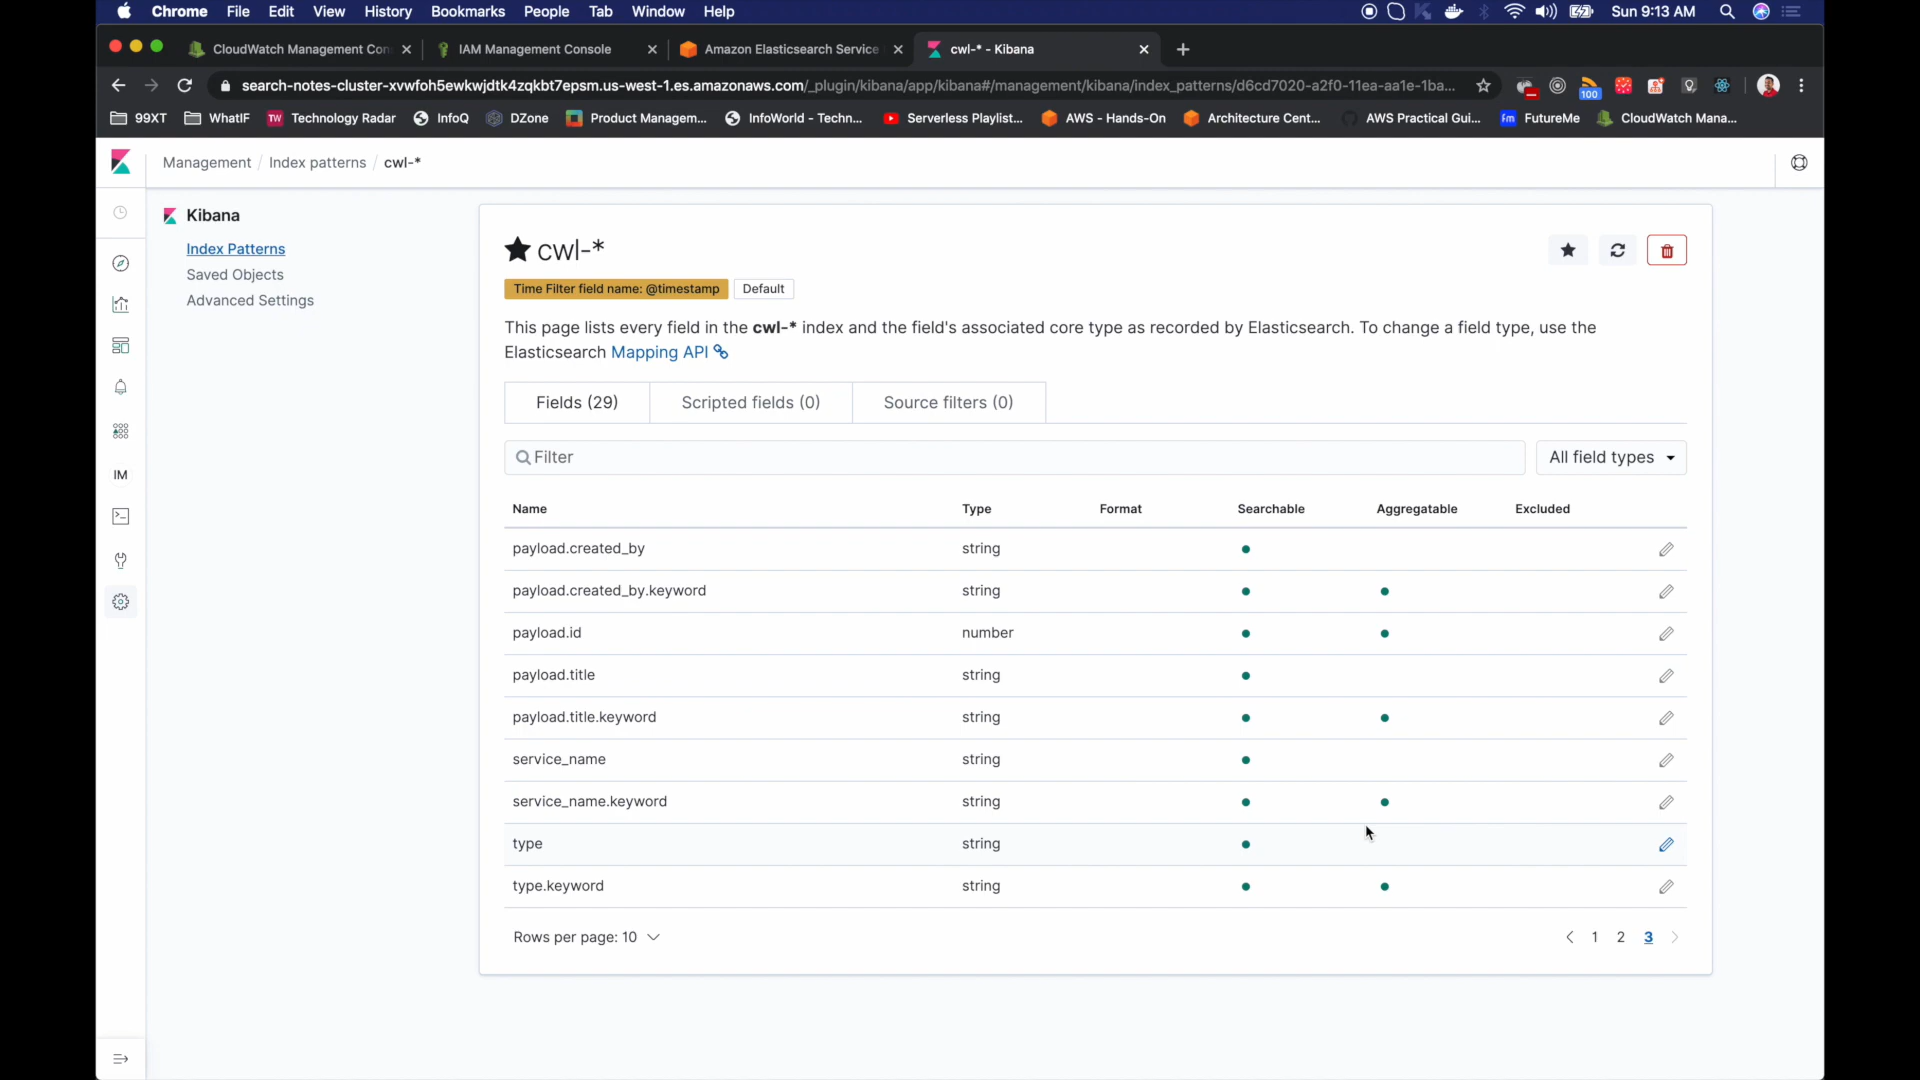 Chrome File Edit View History Bookmarks People Tab Window Help Sun 9:13 AM
CloudWatch Management Con IAM Management Console Amazon Elasticsearch Service cwl-* - Kibana
search-notes-cluster-xvwfoh5ewkwjdtk4zqkbt7epsm.us-west-1.es.amazonaws.com/_plugin/kibana/app/kibana#/management/kibana/index_patterns/d6cd7020-a2f0-11ea-aa1e-1ba... 100
99XT WhatIF TW Technology Radar InfoQ DZone Product Managem... InfoWorld - Techn... Serverless Playlist... AWS - Hands-On Architecture Cent... AWS Practical Gui... Fm FutureMe CloudWatch Mana...
Management / Index patterns / cwl-*
Kibana
Index Patterns
Saved Objects
Advanced Settings
IM
cwl-*
Time Filter field name: @timestamp Default
This page lists every field in the cwl-* index and the field's associated core type as recorded by Elasticsearch. To change a field type, use the
Elasticsearch Mapping API
Fields (29) Scripted fields (0) Source filters (0)
Filter All field types
Name Type Format Searchable Aggregatable Excluded
payload.created_by string
payload.created_by.keyword string
payload.id number
payload.title string
payload.title.keyword string
service_name string
service_name.keyword string
type string
type.keyword string
Rows per page: 10 1 2 3